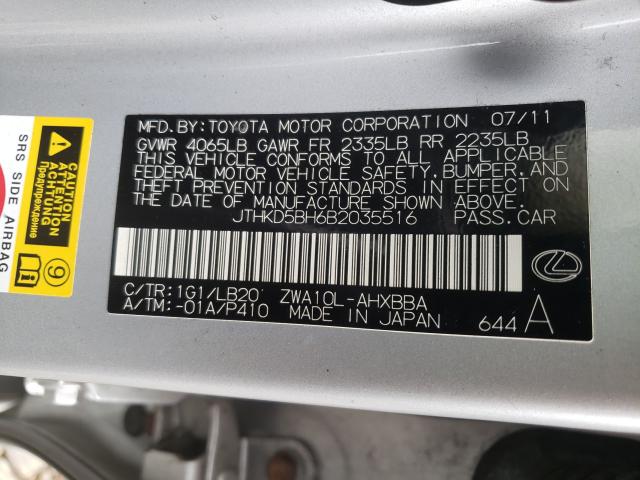 MFD.BY:TOYOTA MOTOR CORPORATION 07/11
GVWR 4065LB GAWR FR 2335LB RR 2235LB
THIS VEHICLE CONFORMS TO ALL APPLICABLE
FEDERAL MOTOR VEHICLE SAFETY,BUMPER,AND
THEFT PREVENTION STANDARDS IN EFFECT ON
THE DATE OF MANUFACTURE SHOWN ABOVE.
JTHKD5BH6B2035516 PASS.CAR
C/TR:1G1/LB20 ZWA10L-AHXBBA
A/TM:-01A/P410 MADE IN JAPAN 644 A
SRS SIDE AIRBAG
CAUTION
ATTENTION
Предупреждение
9